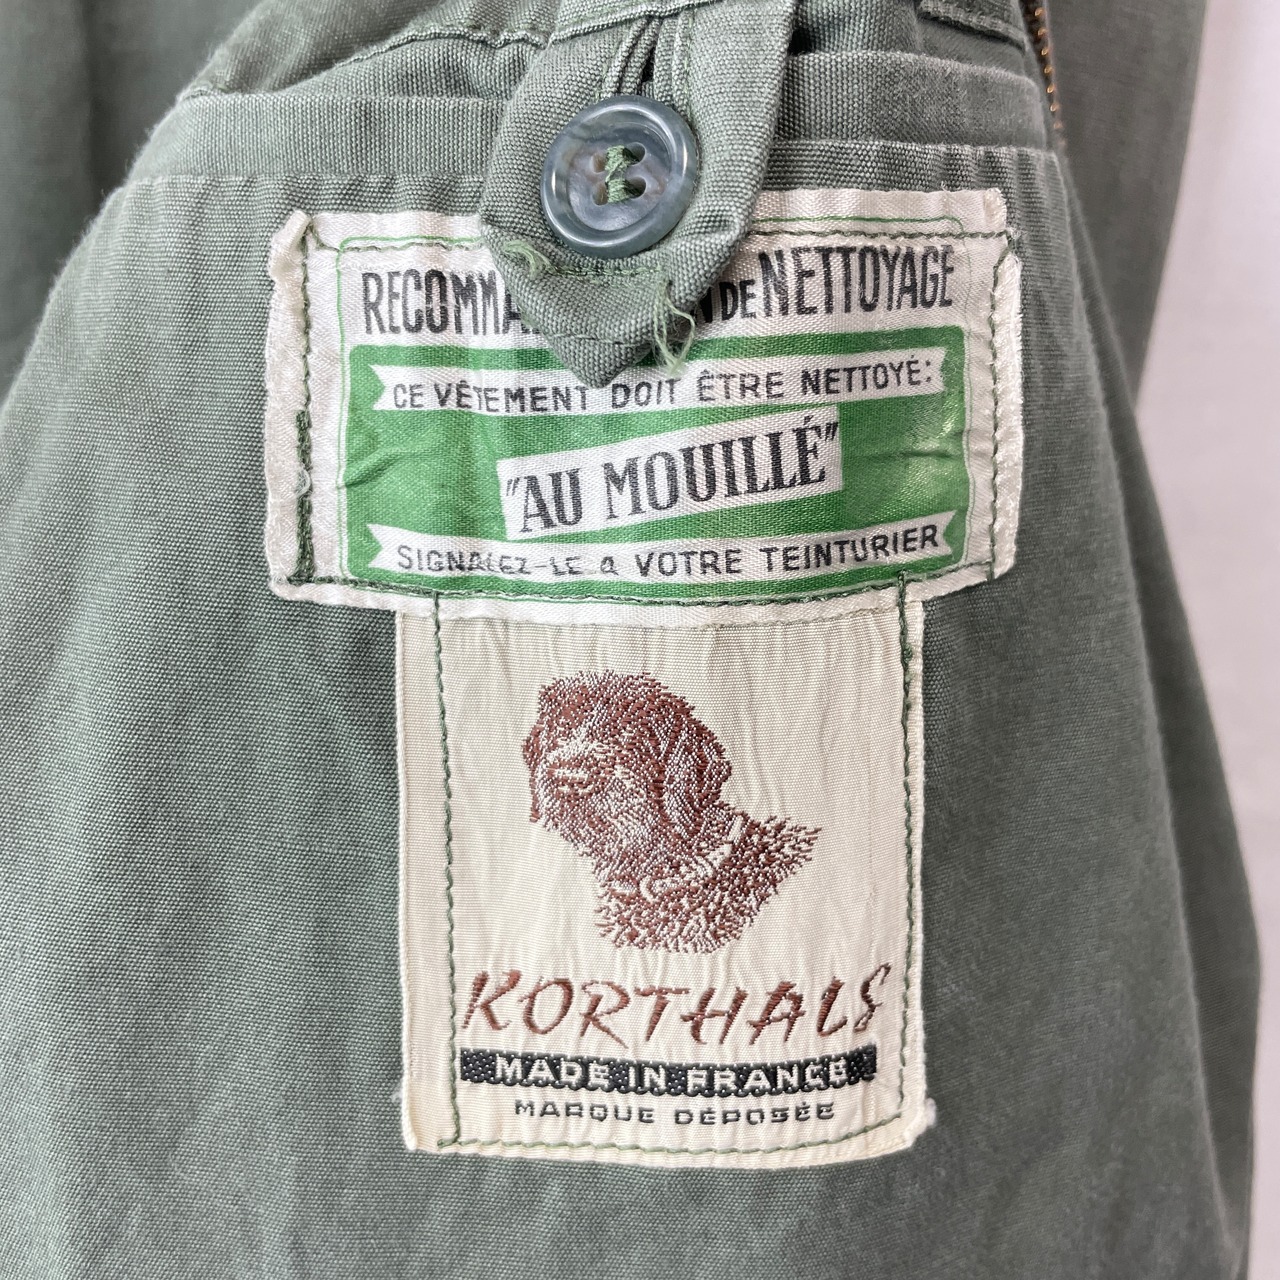 RECOMMA N DE NETTOYAGE
CE VÊTEMENT DOIT ÊTRE NETTOYÉ:
"AU MOUILLÉ"
SIGNALEZ-LE a VOTRE TEINTURIER
KORTHALS
MADE IN FRANCE
MARQUE DÉPOSÉE